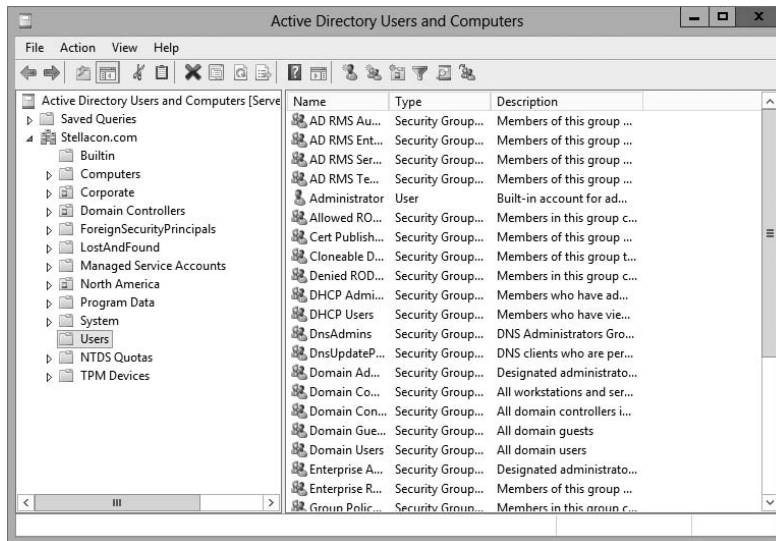 Active Directory Users and Computers
File Action View Help
Active Directory Users and Computers [Serve
Saved Queries
Stellacon.com
Builtin
Computers
Corporate
Domain Controllers
ForeignSecurityPrincipals
LostAndFound
Managed Service Accounts
North America
Program Data
System
Users
NTDS Quotas
TPM Devices
Name Type Description
AD RMS Au... Security Group... Members of this group ...
AD RMS Ent... Security Group... Members of this group ...
AD RMS Ser... Security Group... Members of this group ...
AD RMS Te... Security Group... Members of this group ...
Administrator User Built-in account for ad...
Allowed RO... Security Group... Members in this group c...
Cert Publish... Security Group... Members of this group ...
Cloneable D... Security Group... Members of this group t...
Denied ROD... Security Group... Members in this group c...
DHCP Admi... Security Group... Members who have ad...
DHCP Users Security Group... Members who have vie...
DnsAdmins Security Group... DNS Administrators Gro...
DnsUpdateP... Security Group... DNS clients who are per...
Domain Ad... Security Group... Designated administrato...
Domain Co... Security Group... All workstations and ser...
Domain Con... Security Group... All domain controllers i...
Domain Gue... Security Group... All domain guests
Domain Users Security Group... All domain users
Enterprise A... Security Group... Designated administrato...
Enterprise R... Security Group... Members of this group ...
Group Polic... Security Group... Members in this group c...